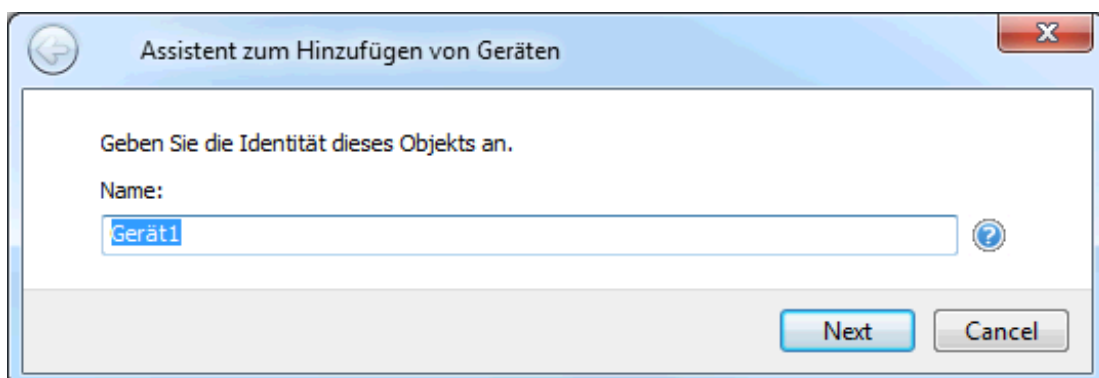 Assistent zum Hinzufügen von Geräten
Geben Sie die Identität dieses Objekts an.
Name:
Gerät1
Next Cancel